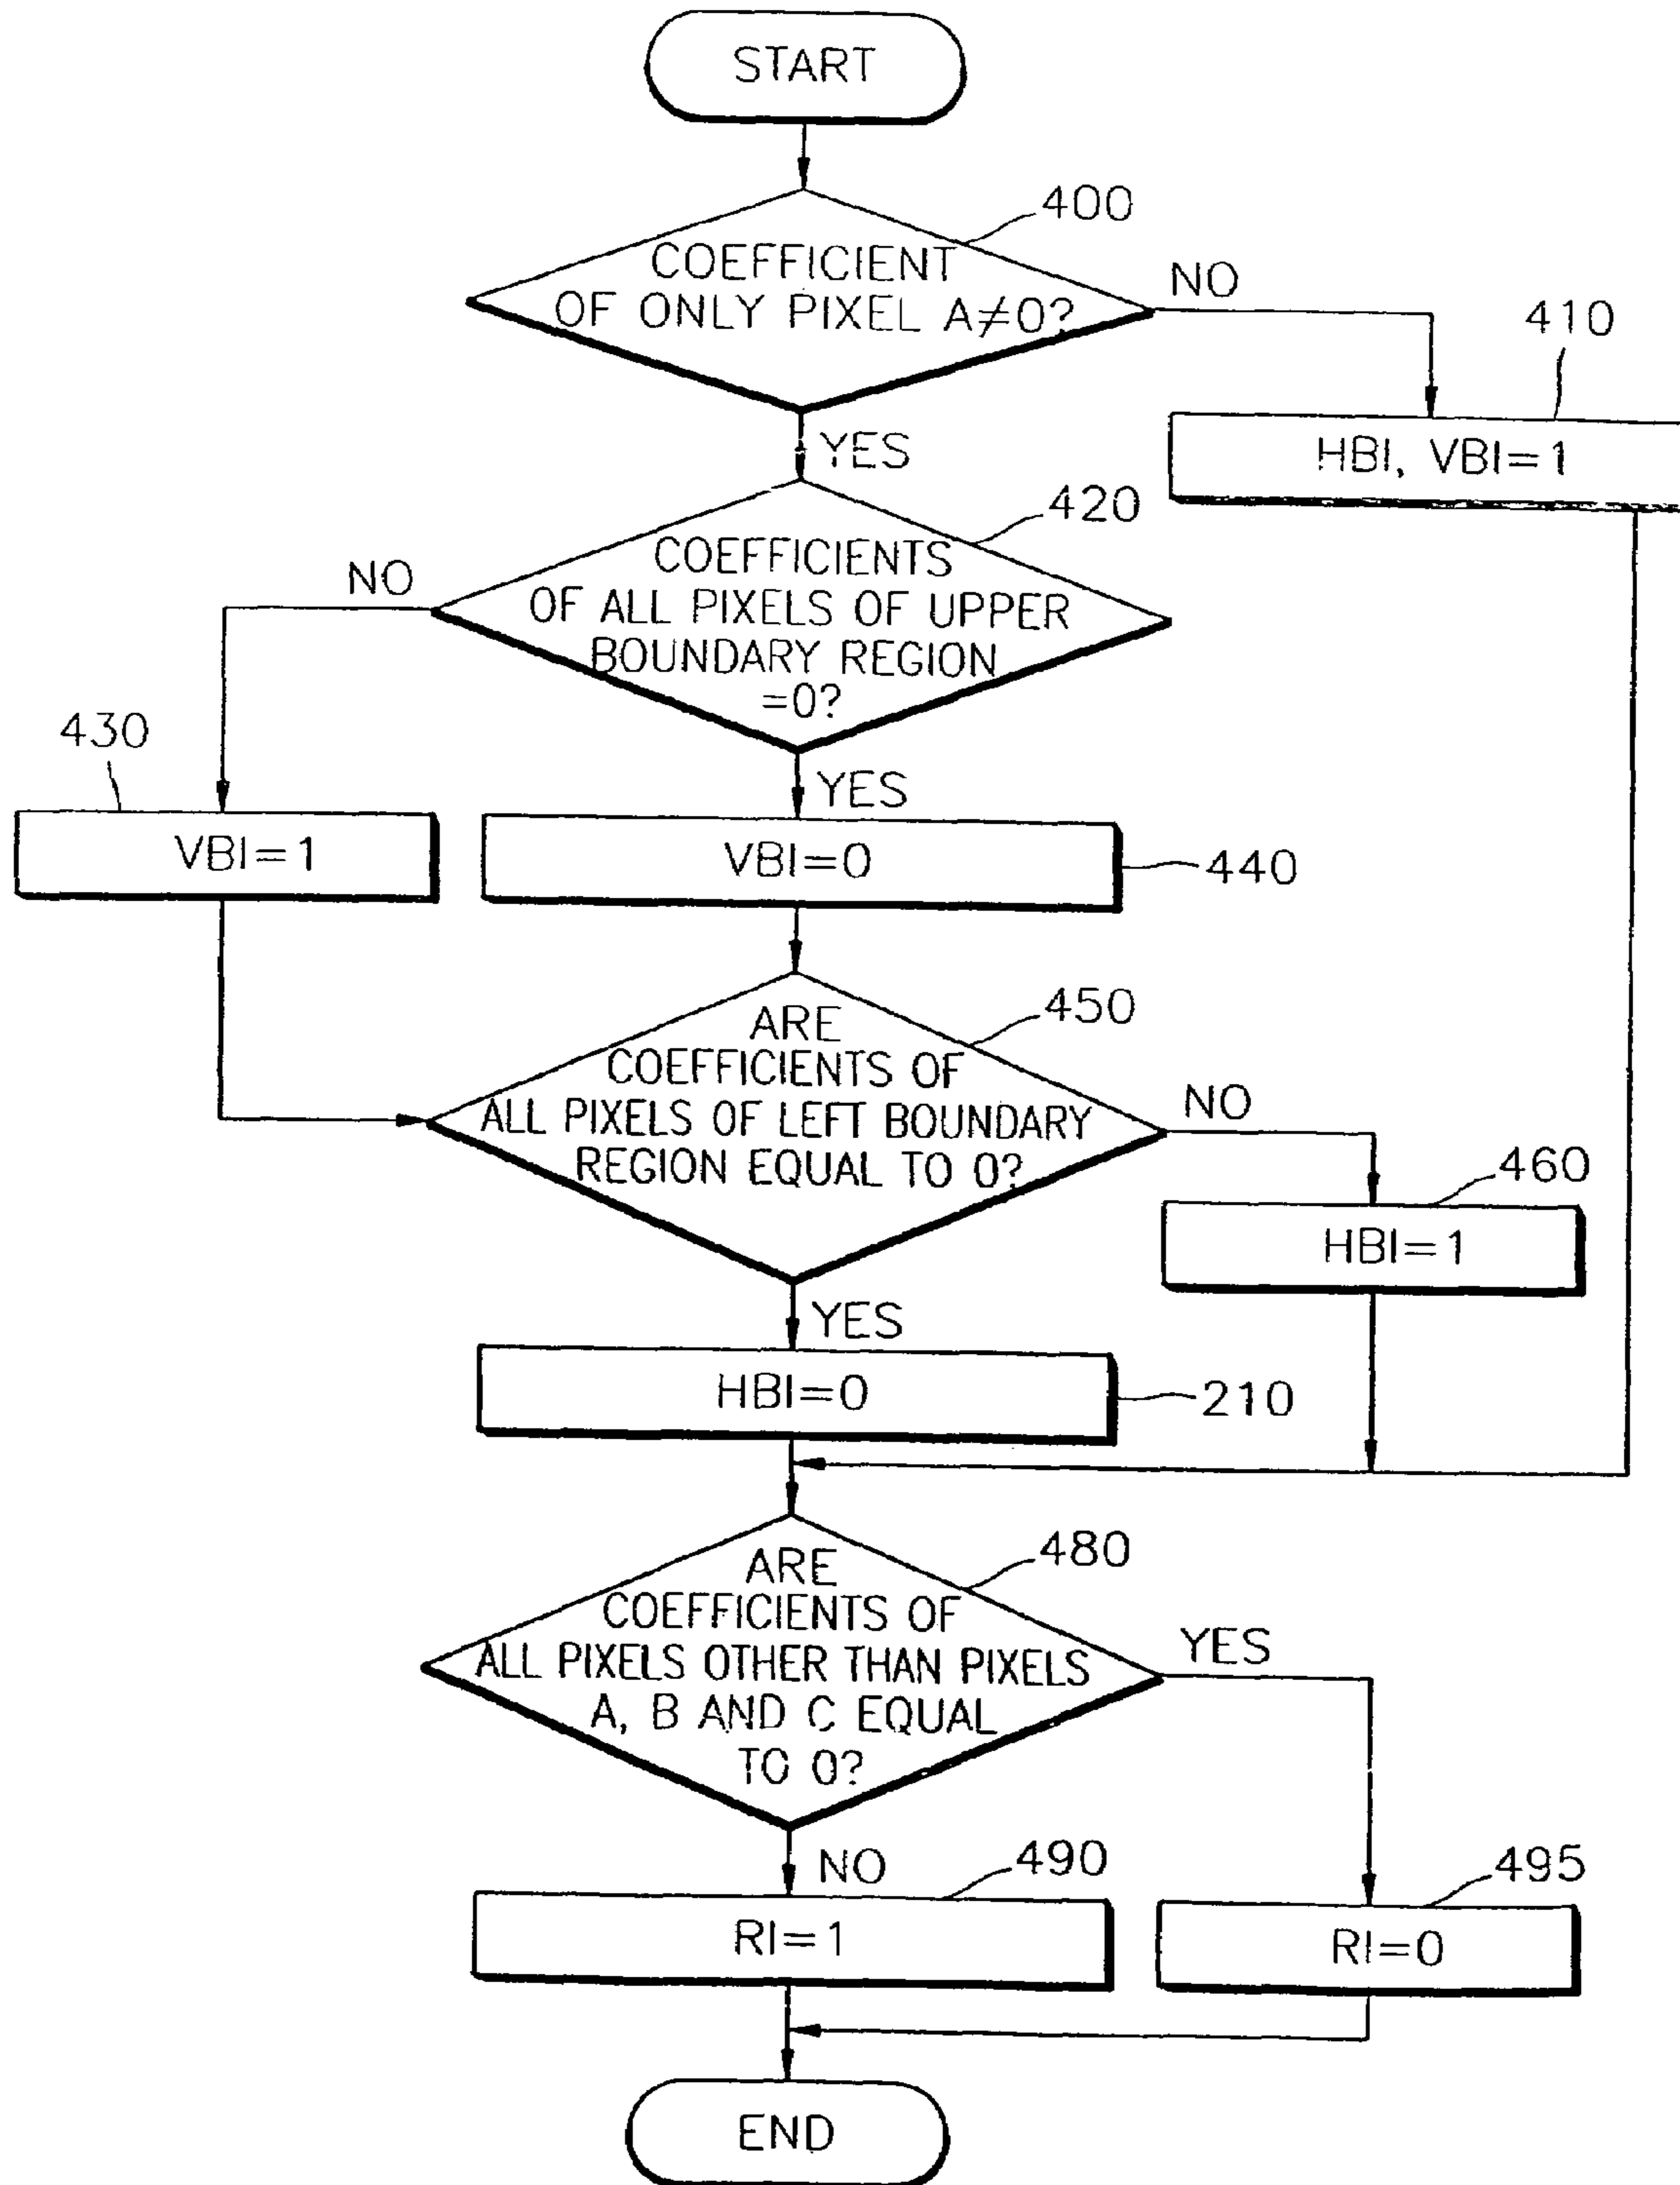 START
400
COEFFICIENT
OF ONLY PIXEL A≠0?
NO
410
HBI, VBI=1
YES
420
COEFFICIENTS
OF ALL PIXELS OF UPPER
BOUNDARY REGION
=0?
NO
430
VBI=1
YES
VBI=0
440
450
ARE
COEFFICIENTS OF
ALL PIXELS OF LEFT BOUNDARY
REGION EQUAL TO 0?
NO
460
HBI=1
YES
HBI=0
210
480
ARE
COEFFICIENTS OF
ALL PIXELS OTHER THAN PIXELS
A, B AND C EQUAL
TO 0?
YES
NO
490
RI=1
495
RI=0
END